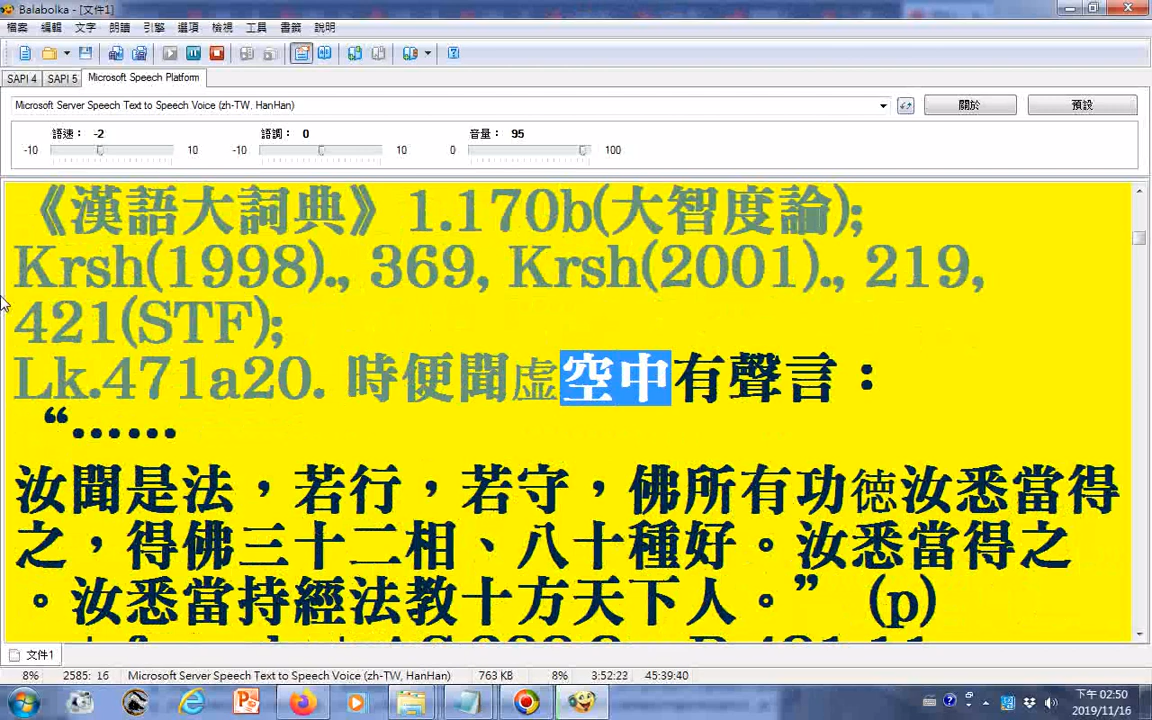 Balabolka - [文件1]
檔案 編輯 文字 朗讀 引擎 選項 檢視 工具 書籤 說明
SAPI 4 SAPI 5 Microsoft Speech Platform
Microsoft Server Speech Text to Speech Voice (zh-TW, HanHan) 關於 預設
語速： -2 語調： 0 音量： 95
-10 10 -10 10 0 100
《漢語大詞典》 1.170b(大智度論);
Krsh(1998)., 369, Krsh(2001)., 219,
421(STF);
Lk.471a20. 時便聞虛空中有聲言：
“……
汝聞是法，若行，若守，佛所有功徳汝悉當得
之，得佛三十二相、八十種好。汝悉當得之
。汝悉當持經法教十方天下人。” (p)
文件1
8% 2585: 16 Microsoft Server Speech Text to Speech Voice (zh-TW, HanHan) 763 KB 8% 3:52:23 45:39:40
下午 02:50
2019/11/16